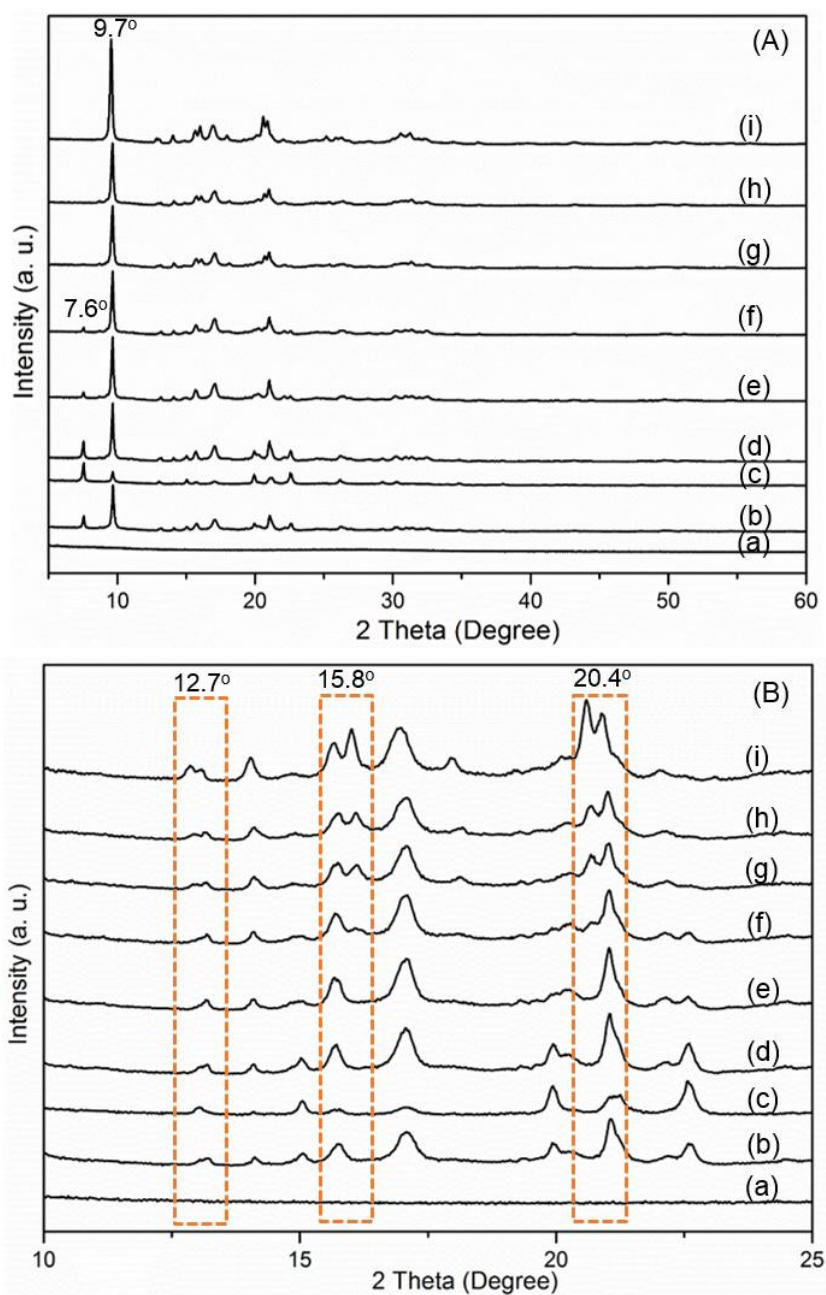 9.7°
(A)
(i)
(h)
(g)
7.6°
(f)
(e)
(d)
(c)
(b)
(a)
Intensity (a. u.)
10 20 30 40 50 60
2 Theta (Degree)
12.7° 15.8° 20.4°
(B)
(i)
(h)
(g)
(f)
(e)
(d)
(c)
(b)
(a)
Intensity (a. u.)
10 15 20 25
2 Theta (Degree)